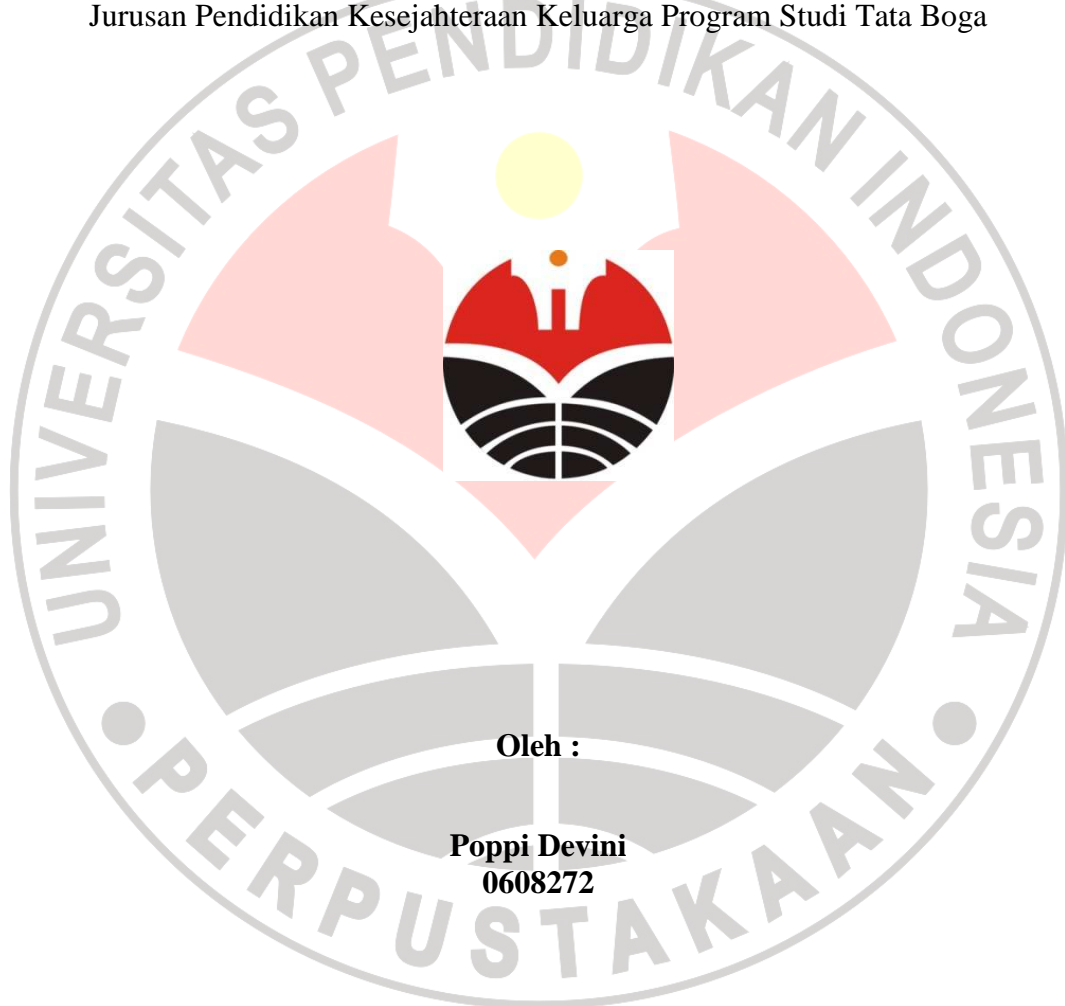 Jurusan Pendidikan Kesejahteraan Keluarga Program Studi Tata Boga
UNIVERSITAS PENDIDIKAN INDONESIA
Oleh :
Poppi Devini
0608272
PERPUSTAKAAN